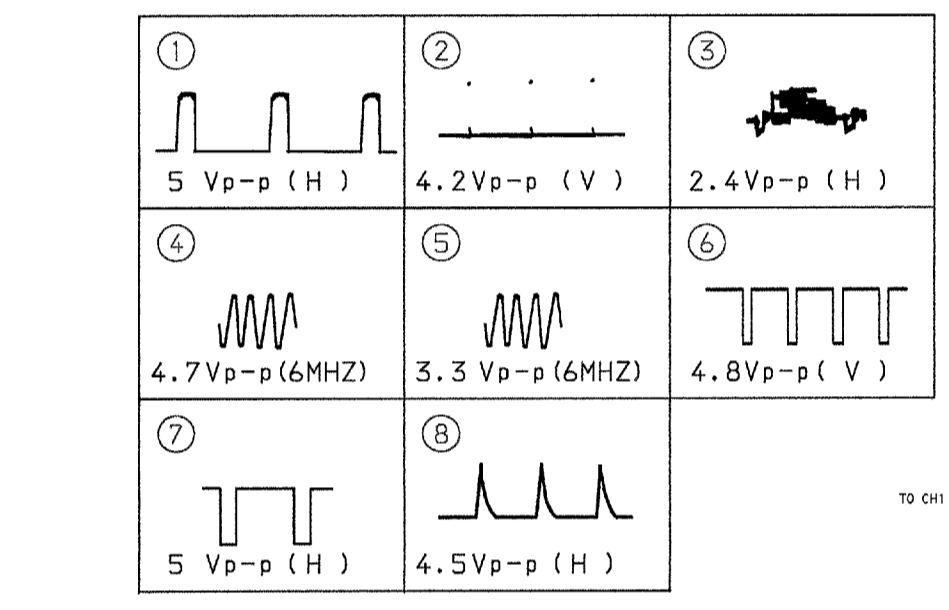 ① ② ③
5 Vp-p ( H ) 4.2Vp-p ( V ) 2.4Vp-p ( H )
④ ⑤ ⑥
4.7Vp-p(6MHZ) 3.3 Vp-p(6MHZ) 4.8Vp-p( V )
⑦ ⑧
TO CH1
5 Vp-p ( H ) 4.5Vp-p ( H )